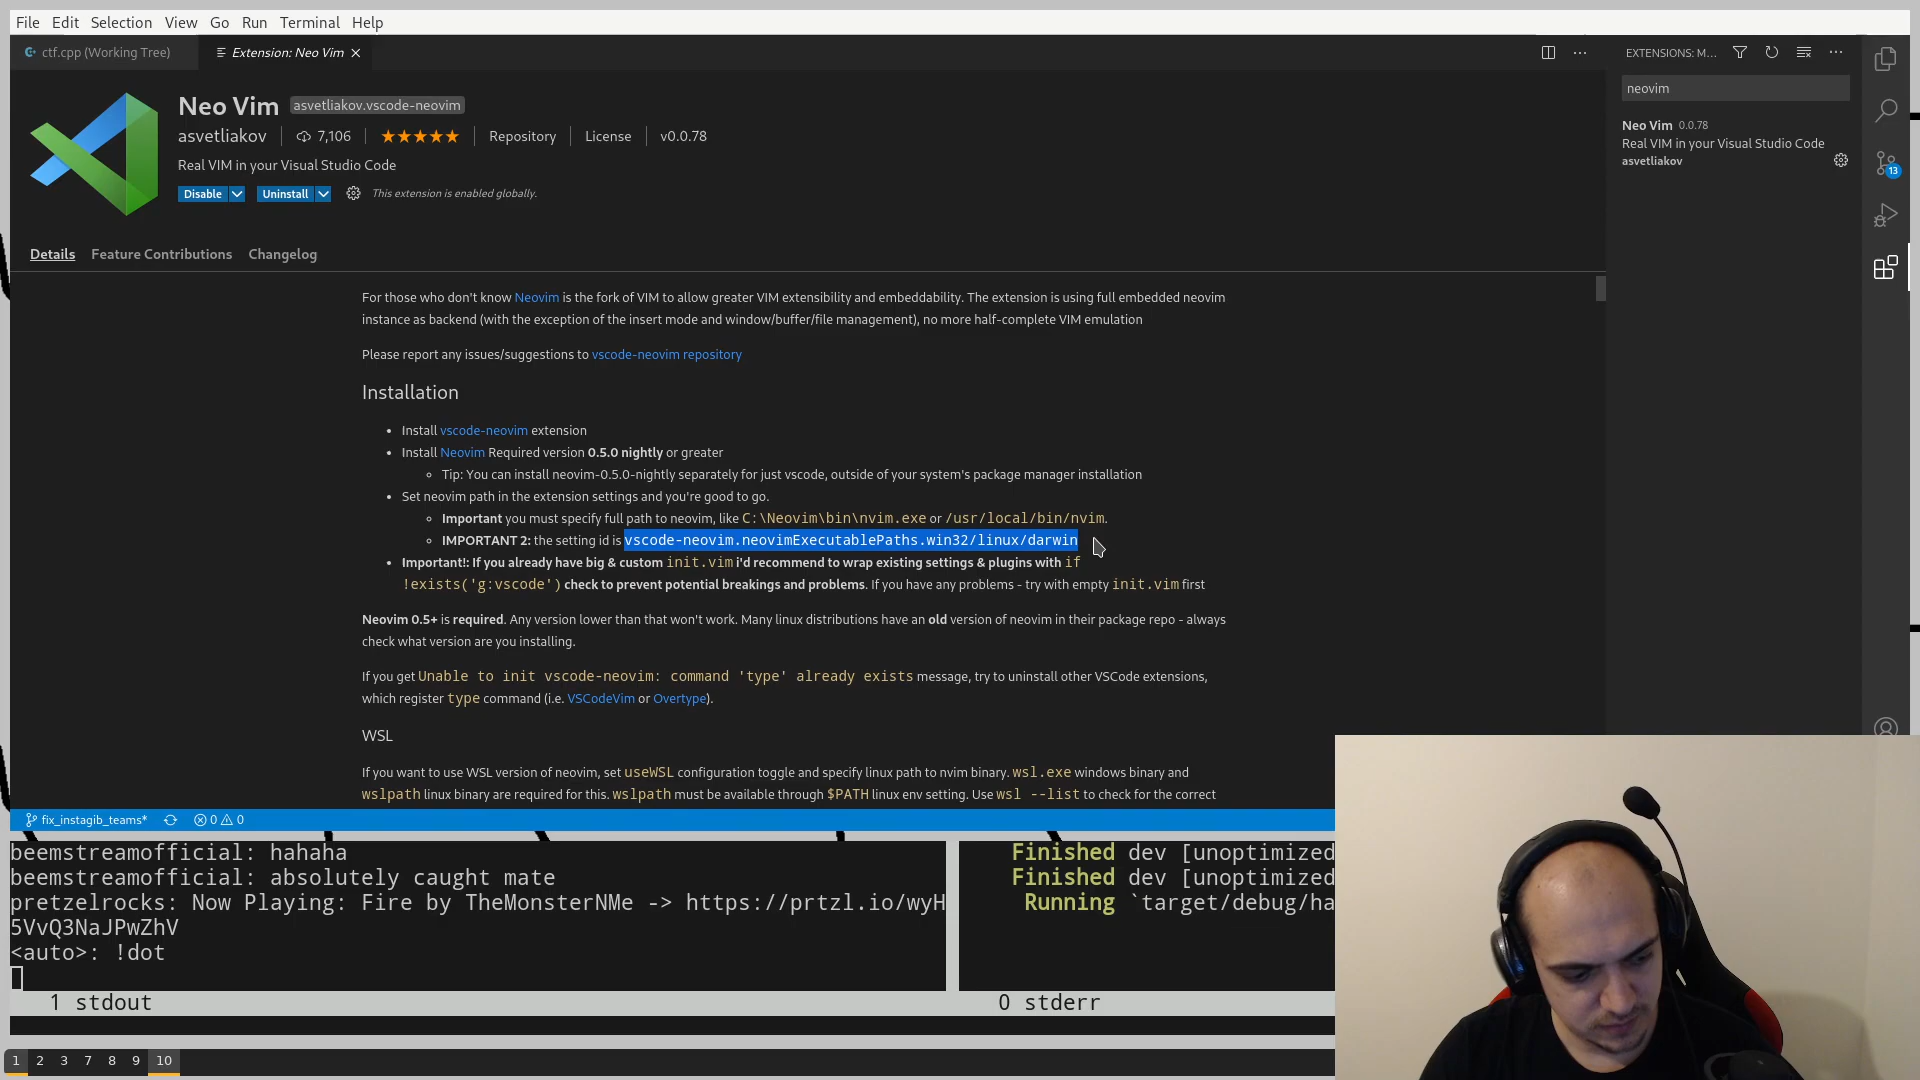 File Edit Selection View Go Run Terminal Help
ctf.cpp (Working Tree)
Extension: Neo Vim
EXTENSIONS: M...
neovim
Neo Vim 0.0.78
Real VIM in your Visual Studio Code
asvetliakov
13
Neo Vim asvetliakov.vscode-neovim
asvetliakov 7,106 Repository License v0.0.78
Real VIM in your Visual Studio Code
Disable Uninstall This extension is enabled globally.
Details Feature Contributions Changelog
For those who don't know Neovim is the fork of VIM to allow greater VIM extensibility and embeddability. The extension is using full embedded neovim
instance as backend (with the exception of the insert mode and window/buffer/file management), no more half-complete VIM emulation
Please report any issues/suggestions to vscode-neovim repository
Installation
• Install vscode-neovim extension
• Install Neovim Required version 0.5.0 nightly or greater
◦ Tip: You can install neovim-0.5.0-nightly separately for just vscode, outside of your system's package manager installation
• Set neovim path in the extension settings and you're good to go.
◦ Important you must specify full path to neovim, like C:\Neovim\bin\nvim.exe or /usr/local/bin/nvim.
◦ IMPORTANT 2: the setting id is vscode-neovim.neovimExecutablePaths.win32/linux/darwin
• Important!: If you already have big & custom init.vim i'd recommend to wrap existing settings & plugins with if
!exists('g:vscode') check to prevent potential breakings and problems. If you have any problems - try with empty init.vim first
Neovim 0.5+ is required. Any version lower than that won't work. Many linux distributions have an old version of neovim in their package repo - always
check what version are you installing.
If you get Unable to init vscode-neovim: command 'type' already exists message, try to uninstall other VSCode extensions,
which register type command (i.e. VSCodeVim or Overtype).
WSL
If you want to use WSL version of neovim, set useWSL configuration toggle and specify linux path to nvim binary. wsl.exe windows binary and
wslpath linux binary are required for this. wslpath must be available through $PATH linux env setting. Use wsl --list to check for the correct
fix_instagib_teams* 0 0
beemstreamofficial: hahaha
beemstreamofficial: absolutely caught mate
pretzelrocks: Now Playing: Fire by TheMonsterNMe -> https://prtzl.io/wyH
5VvQ3NaJPwZhV
<auto>: !dot
1 stdout
Finished dev [unoptimized
Finished dev [unoptimized
Running `target/debug/ha
0 stderr
1 2 3 7 8 9 10